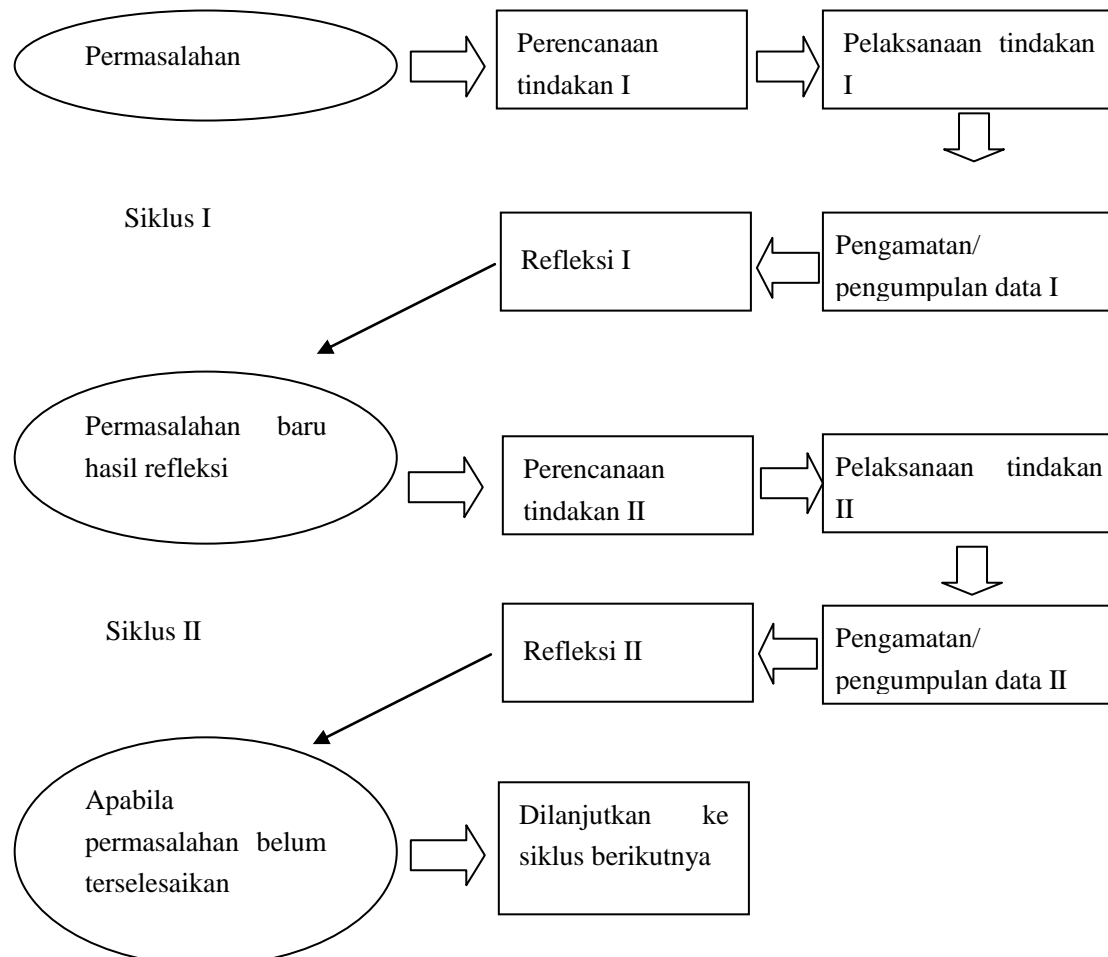 Permasalahan
Perencanaan
tindakan I
Pelaksanaan tindakan
I
Siklus I
Refleksi I
Pengamatan/
pengumpulan data I
Permasalahan baru
hasil refleksi
Perencanaan
tindakan II
Pelaksanaan tindakan
II
Siklus II
Refleksi II
Pengamatan/
pengumpulan data II
Apabila
permasalahan belum
terselesaikan
Dilanjutkan ke
siklus berikutnya